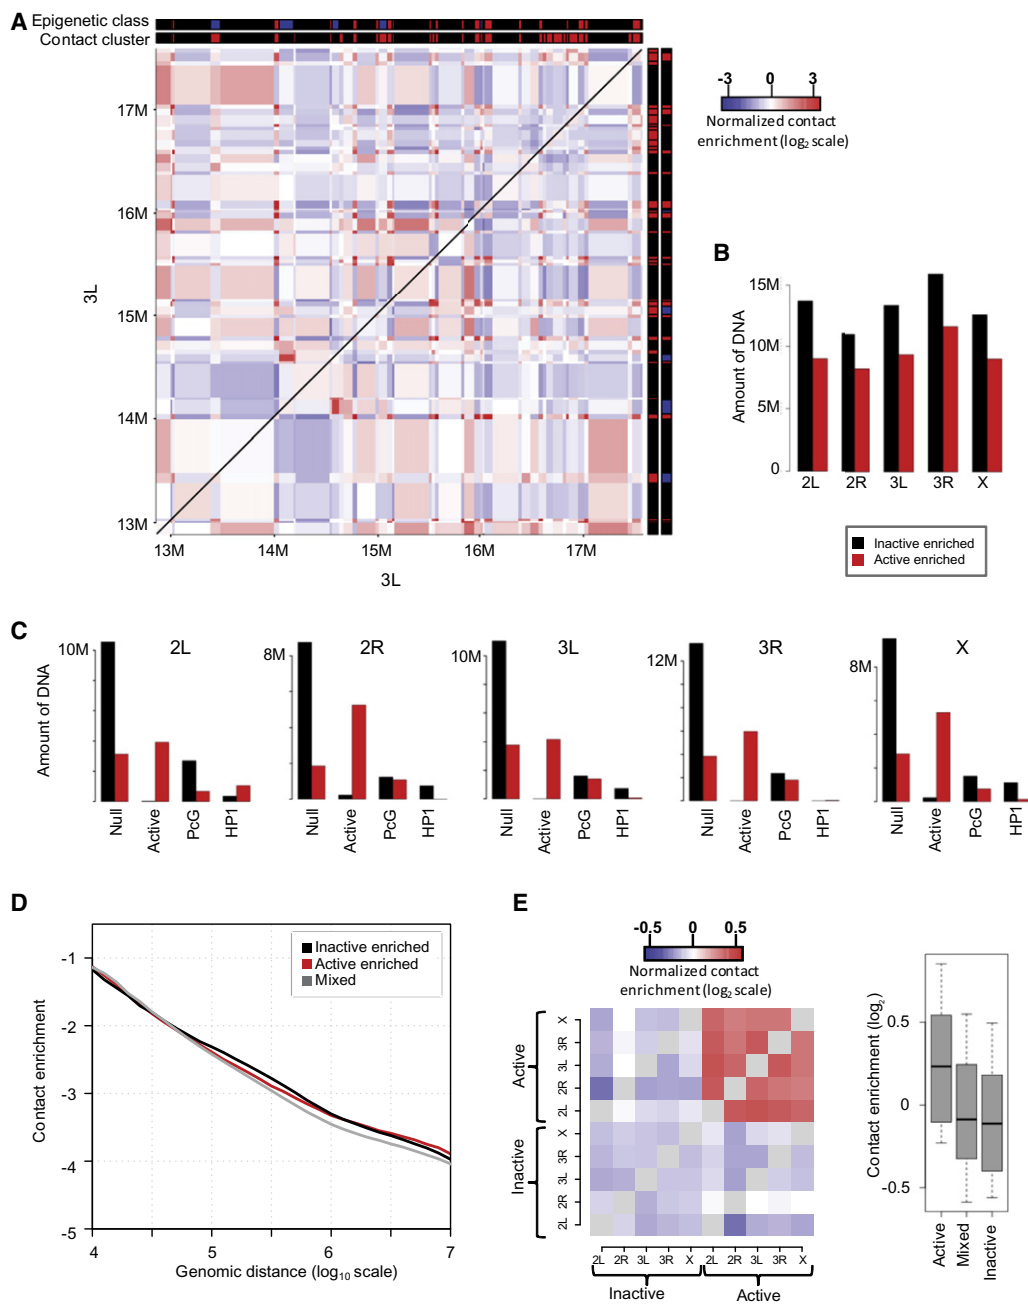 A
Epigenetic class
Contact cluster
17M
16M
15M
14M
13M
3L
13M 14M 15M 16M 17M
3L
-3 0 3
Normalized contact
enrichment (log2 scale)
B
15M
10M
5M
0
Amount of DNA
2L 2R 3L 3R X
Inactive enriched
Active enriched
C
Amount of DNA
2L
10M
Null Active PcG HP1
2R
8M
Null Active PcG HP1
3L
10M
Null Active PcG HP1
3R
12M
Null Active PcG HP1
X
8M
Null Active PcG HP1
D
Contact enrichment
-1
-2
-3
-4
-5
4 5 6 7
Genomic distance (log10 scale)
Inactive enriched
Active enriched
Mixed
E
-0.5 0 0.5
Normalized contact
enrichment (log2 scale)
Active
X
3R
3L
2R
2L
Inactive
X
3R
3L
2R
2L
2L 2R 3L 3R X 2L 2R 3L 3R X
Inactive Active
Contact enrichment (log2)
0.5
0
-0.5
Active Mixed Inactive